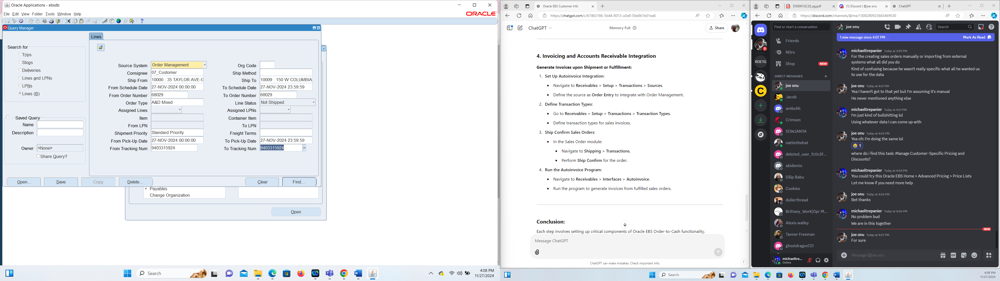 Oracle Applications - ebsdb
File Edit View Folder Tools Window Help
ORACLE
Query Manager
Lines
Search for
Trips
Stops
Deliveries
Lines and LPNs
LPNs
Lines (B)
Saved Query
Name
Description
Owner <None>
Share Query?
Source System Order Management Org Code
Consignee 07_Customer Ship Method
Ship From 10000 : 35 TAYLOR AVE-G Ship To 10009 : 150 W COLUMBIA
From Schedule Date 27-NOV-2024 00:00:00 To Schedule Date 27-NOV-2024 23:59:59
From Order Number 68029 To Order Number 68029
Order Type A&D Mixed Line Status Not Shipped
Assigned Lines Assigned LPNs
Item Container Item
From LPN To LPN
Shipment Priority Standard Priority Freight Terms
From Pick-Up Date 27-NOV-2024 00:00:00 To Pick-Up Date 27-NOV-2024 23:59:59
From Tracking Num 9403315924 To Tracking Num 9403315924
Open... Save Copy Delete... Clear Find...
+ Payables
Change Organization
Open
Search
4:08 PM
11/27/2024
Oracle EBS Customer Info
https://chatgpt.com/c/67463186-5b44-8013-a3e8-50e861b01ea6
ChatGPT
Memory Full
Share
4. Invoicing and Accounts Receivable Integration
Generate Invoices upon Shipment or Fulfillment:
1. Set Up Autoinvoice Integration:
• Navigate to Receivables > Setup > Transactions > Sources.
• Define the source as Order Entry to integrate with Order Management.
2. Define Transaction Types:
• Go to Receivables > Setup > Transactions > Transaction Types.
• Define transaction types for sales invoices.
3. Ship Confirm Sales Orders:
• In the Sales Order module:
• Navigate to Shipping > Transactions.
• Perform Ship Confirm for the order.
4. Run the Autoinvoice Program:
• Navigate to Receivables > Interfaces > Autoinvoice.
• Run the program to generate invoices from fulfilled sales orders.
Conclusion:
Each step involves setting up critical components of Oracle EBS Order-to-Cash functionality.
Message ChatGPT
ChatGPT can make mistakes. Check important info.
?
D50091GC20_ag.pdf
(1) Discord | @joe onu
ChatGPT
https://discord.com/channels/@me/1308280923665469530
ROETG
Find or start a conversation
Friends
Nitro
Shop NEW
DIRECT MESSAGES +
joe onu
Jacob
arebuhh
Crimson
SOWJANYA
nattinthehat
deleted_user_fc0c5f...
abidemio
Dilip Babu
Cookies
dullerthread
Brittany_Work[Opr M...
Alexis walley
Tanner Freeman
ghostdragon721
michaeltre...
Online
joe onu
Search
1 new message since 4:07 PM Mark As Read
michaeltrepanier Today at 3:49 PM
For the creating sales orders manually or importing from external
systems what all did you do
Kind of confusing because he wasn't really specific what all he wanted us
to use for the data
joe onu Today at 4:01 PM
Yea I haven't got to that yet but I'm assuming it's manual
He never mentioned anything else
michaeltrepanier Today at 4:01 PM
I'm just kind of bullshitting lol
Using whatever data I can come up with
joe onu Today at 4:02 PM
Yea ofc I'm doing the same lol
😂 1
where do i find this task: Manage Customer-Specific Pricing and
Discounts?
michaeltrepanier Today at 4:04 PM
You could try this Oracle EBS Home > Advanced Pricing > Price Lists
Let me know if you need more help
joe onu Today at 4:06 PM
Bet thanks
michaeltrepanier Today at 4:06 PM
No problem bud
We are in this together
NEW
joe onu Today at 4:07 PM
For sure
Message @joe onu
GIF
Search
4:08 PM
11/27/2024